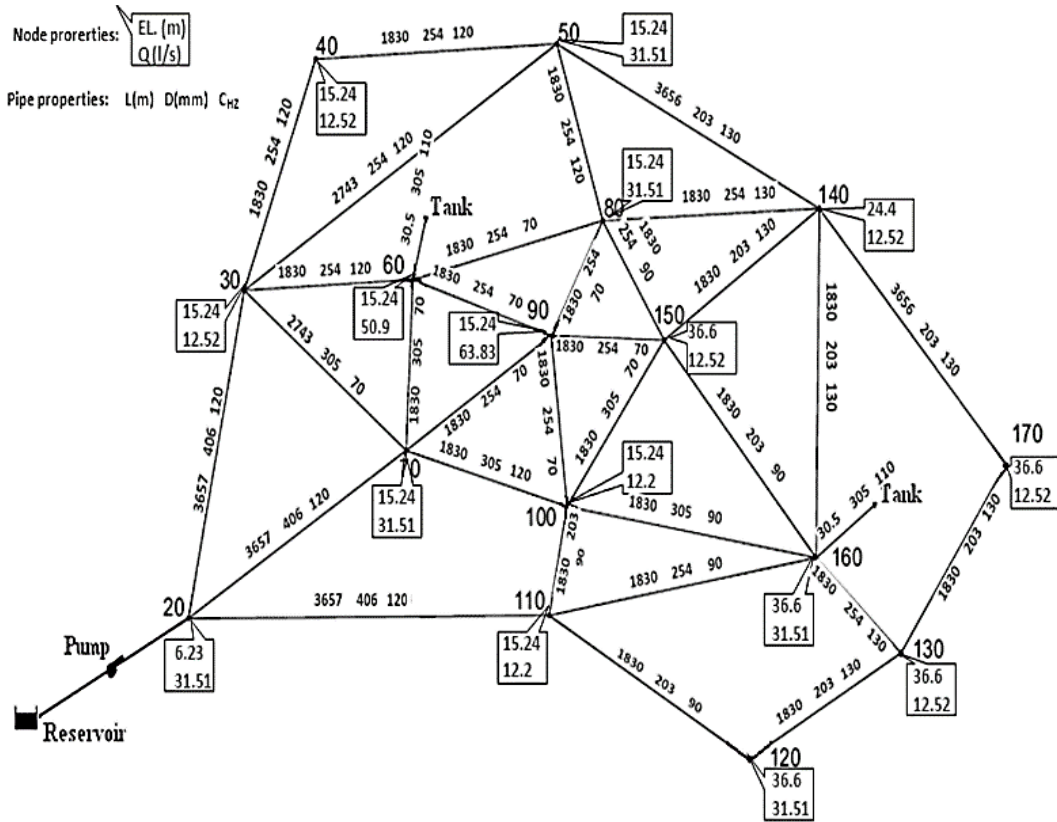 Node prorerties: EL. (m)
Q(l/s)
Pipe properties: L(m) D(mm) C HZ
40
15.24
12.52
1830 254 120
50
15.24
31.51
1830 254 120
2743 254 120
1830 254 120
3656 203 130
30.5 305 110
Tank
80
15.24
31.51
1830 254 130
140
24.4
12.52
30
15.24
12.52
1830 254 120
60
15.24
50.9
1830 254 70
1830 254 70
1830 254 70
1830 254 90
1830 203 130
90
15.24
63.83
1830 254 70
150
36.6
12.52
2743 305 70
1830 305 70
1830 254 70
1830 254 70
1830 305 70
1830 203 90
1830 203 130
3656 203 130
3657 406 120
70
15.24
31.51
1830 305 120
100
15.24
12.2
1830 305 90
30.5 305 110
Tank
170
36.6
12.52
3657 406 120
1830 203 90
1830 254 90
160
36.6
31.51
1830 254 130
1830 203 130
20
6.23
31.51
3657 406 120
110
15.24
12.2
130
36.6
12.52
Pump
Reservoir
1830 203 90
1830 203 130
120
36.6
31.51